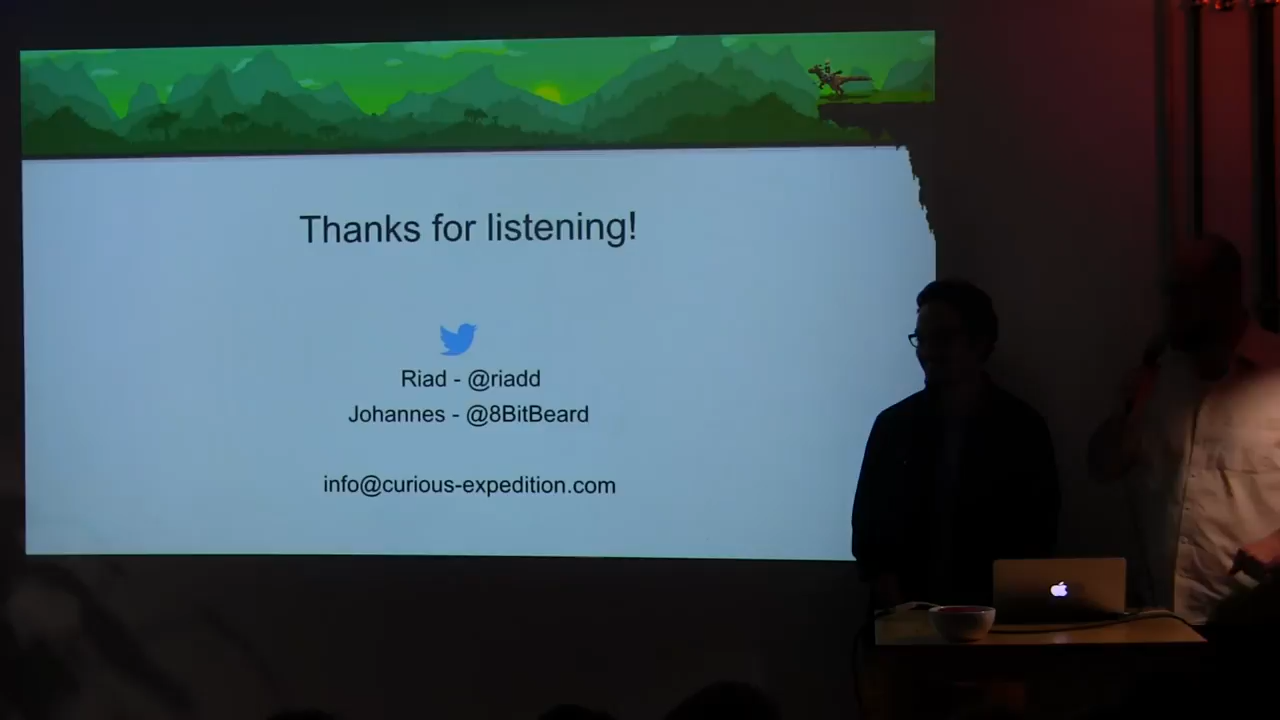 Thanks for listening!
Riad - @riadd
Johannes - @8BitBeard
info@curious-expedition.com